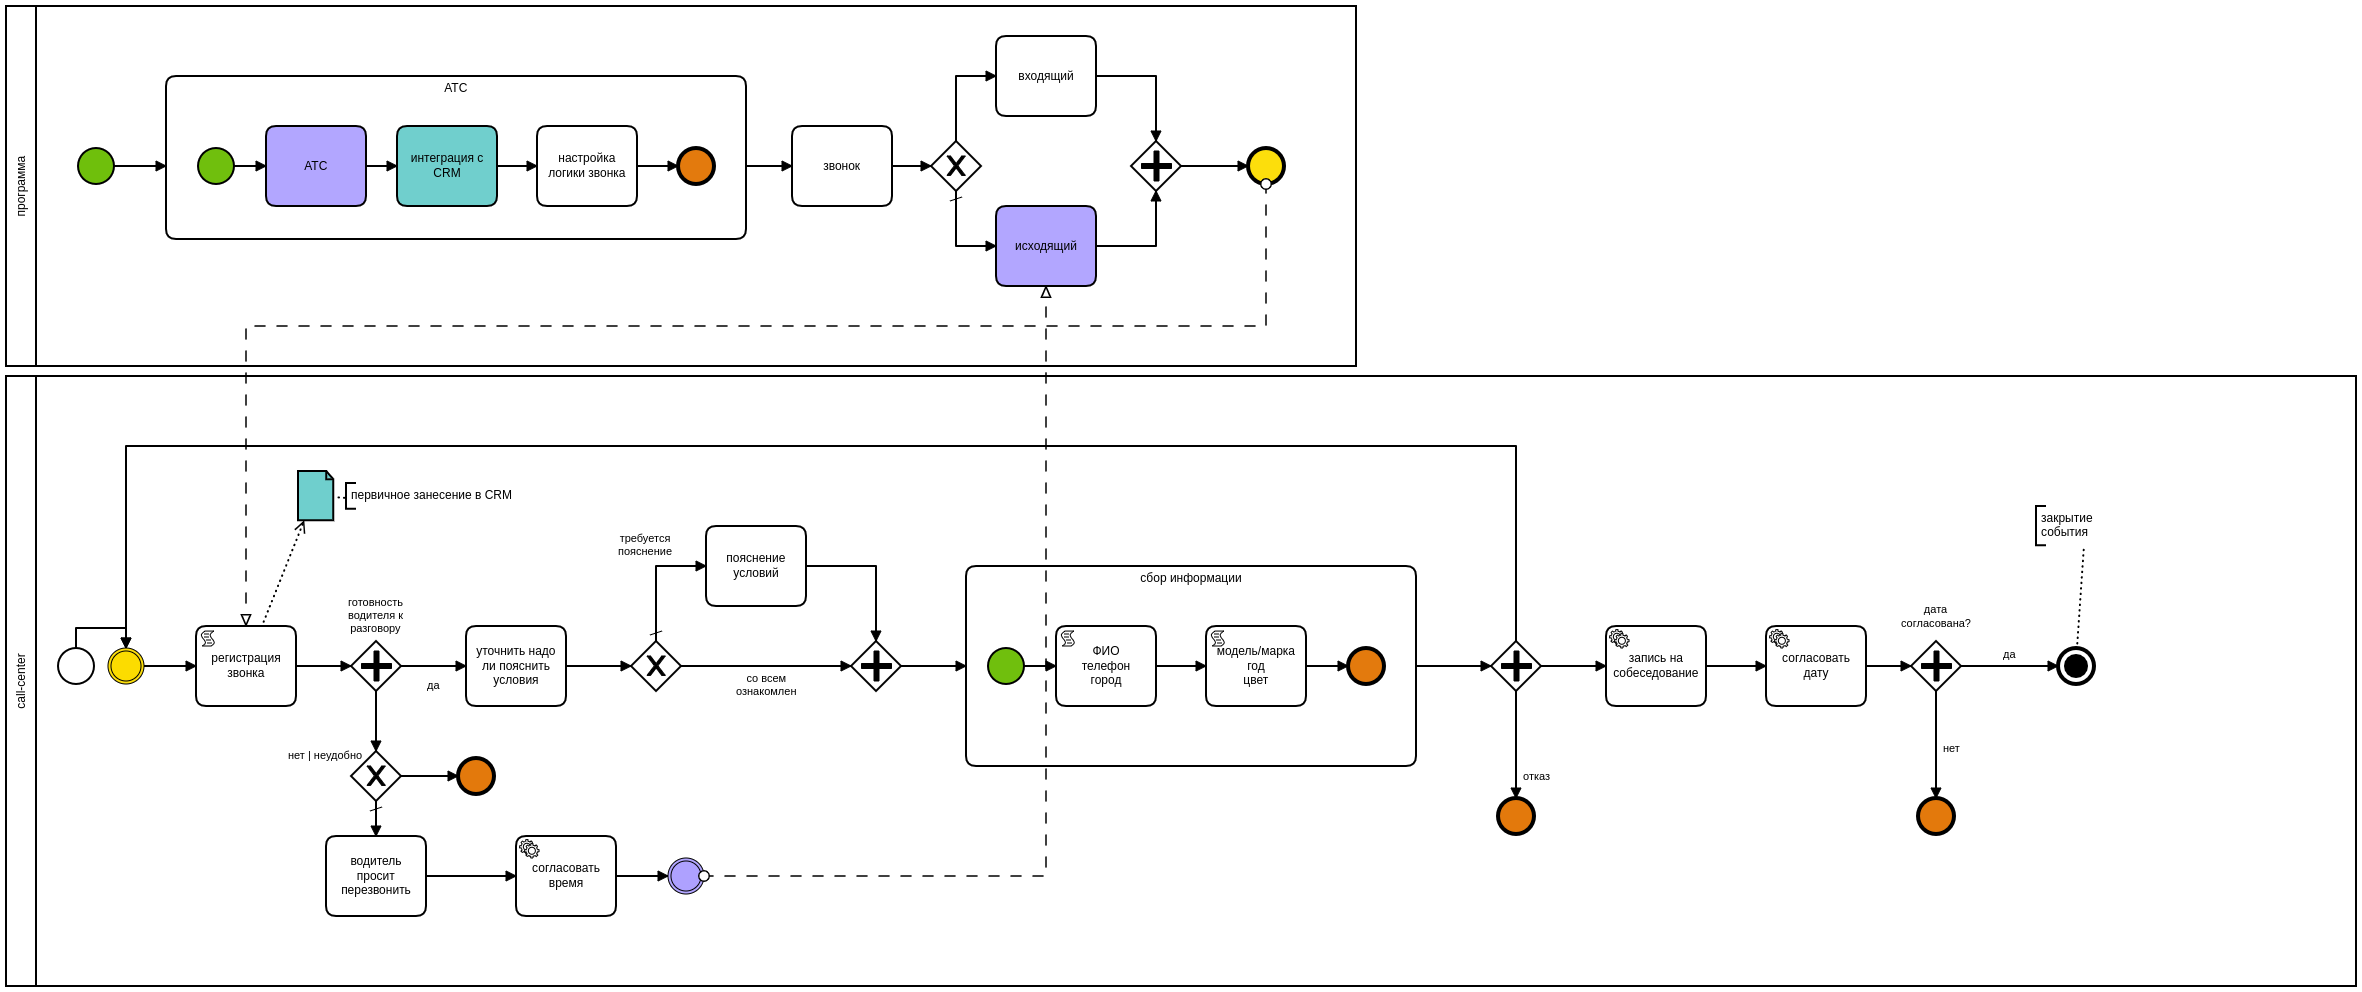 программа
АТС
АТС
интеграция с
CRM
настройка
логики звонка
звонок
входящий
исходящий
call-center
первичное занесение в CRM
регистрация
звонка
готовность
водителя к
разговору
да
нет | неудобно
водитель
просит
перезвонить
согласовать
время
уточнить надо
ли пояснить
условия
требуется
пояснение
пояснение
условий
со всем
ознакомлен
сбор информации
ФИО
телефон
город
модель/марка
год
цвет
отказ
запись на
собеседование
согласовать
дату
дата
согласована?
да
нет
закрытие
события